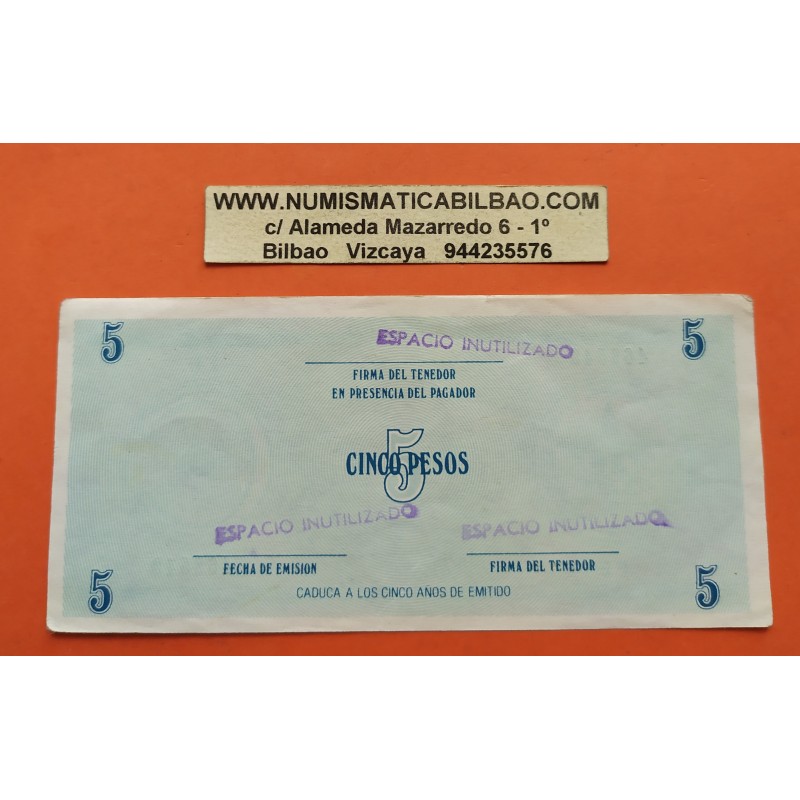 WWW.NUMISMATICABILBAO.COM
c/ Alameda Mazarredo 6 - 1º
Bilbao Vizcaya 944235576
5 ESPACIO INUTILIZADO 5
FIRMA DEL TENEDOR
EN PRESENCIA DEL PAGADOR
5
CINCO PESOS
ESPACIO INUTILIZADO ESPACIO INUTILIZADO
FECHA DE EMISION FIRMA DEL TENEDOR
5 CADUCA A LOS CINCO AÑOS DE EMITIDO 5